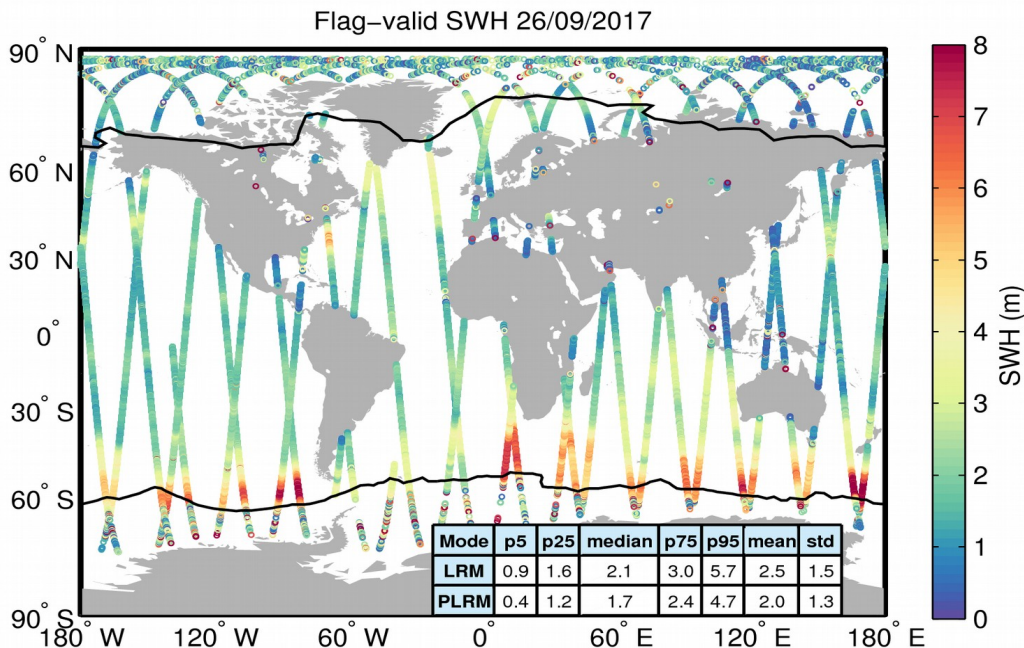 Flag−valid SWH 26/09/2017
90° N
60° N
30° N
0°
30° S
60° S
90° S
180° W
120° W
60° W
0°
60° E
120° E
180° E
Mode p5 p25 median p75 p95 mean std
LRM 0.9 1.6 2.1 3.0 5.7 2.5 1.5
PLRM 0.4 1.2 1.7 2.4 4.7 2.0 1.3
8
7
6
5
4
3
2
1
0
SWH (m)